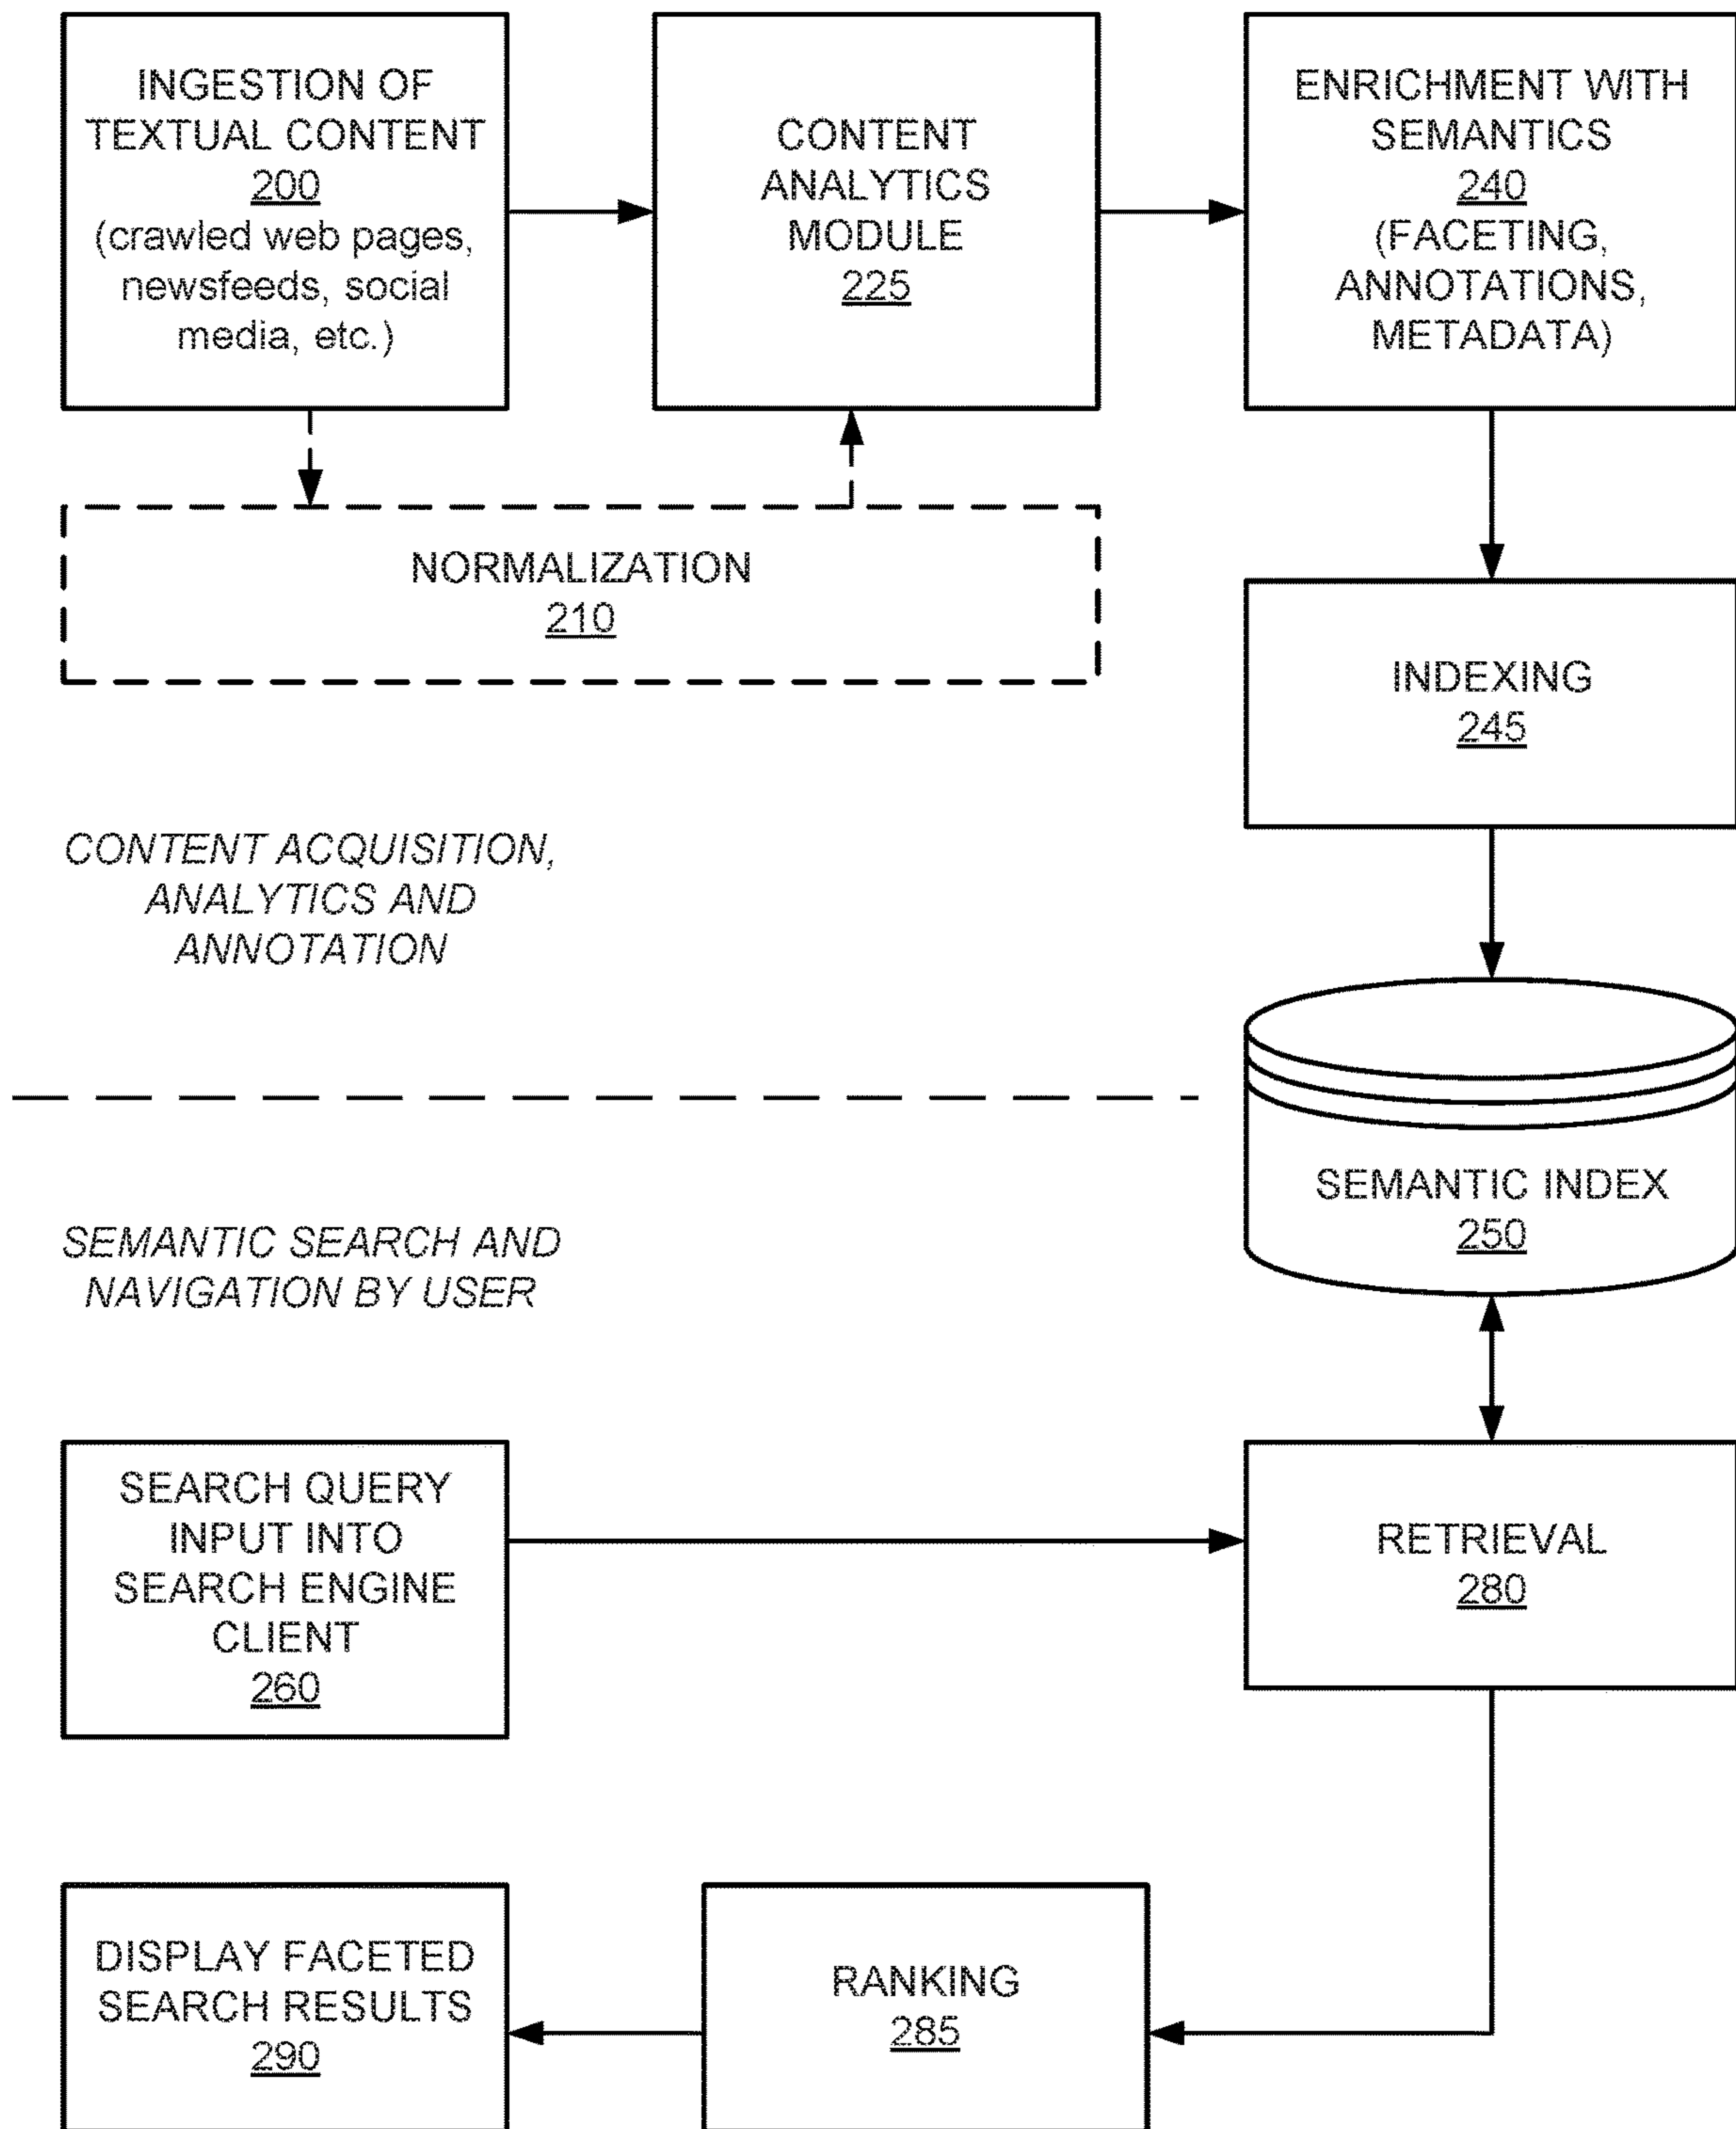 INGESTION OF
TEXTUAL CONTENT
200
(crawled web pages,
newsfeeds, social
media, etc.)
CONTENT
ANALYTICS
MODULE
225
ENRICHMENT WITH
SEMANTICS
240
(FACETING,
ANNOTATIONS,
METADATA)
NORMALIZATION
210
INDEXING
245
CONTENT ACQUISITION,
ANALYTICS AND
ANNOTATION
SEMANTIC INDEX
250
SEMANTIC SEARCH AND
NAVIGATION BY USER
SEARCH QUERY
INPUT INTO
SEARCH ENGINE
CLIENT
260
RETRIEVAL
280
DISPLAY FACETED
SEARCH RESULTS
290
RANKING
285